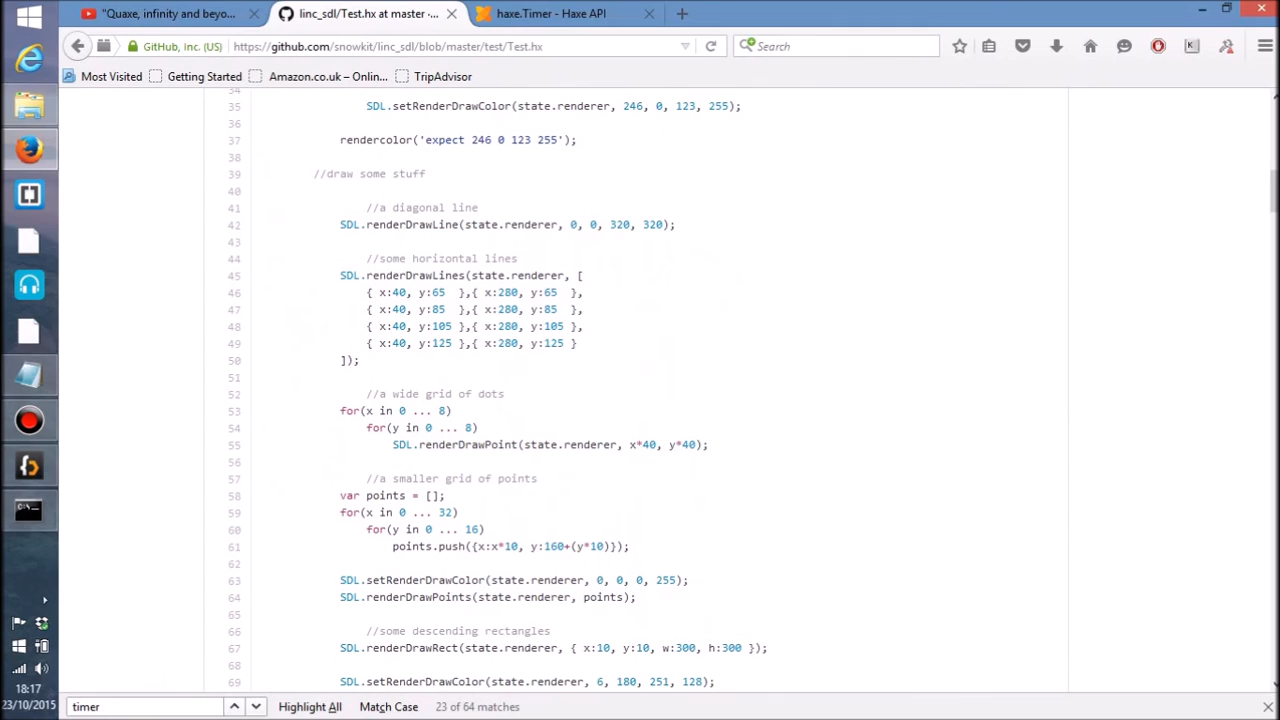 "Quaxe, infinity and beyo...
linc_sdl/Test.hx at master ·...
haxe.Timer - Haxe API
GitHub, Inc. (US)
https://github.com/snowkit/linc_sdl/blob/master/test/Test.hx
Search
Most Visited
Getting Started
Amazon.co.uk – Onlin...
TripAdvisor
34
35 SDL.setRenderDrawColor(state.renderer, 246, 0, 123, 255);
36
37 rendercolor('expect 246 0 123 255');
38
39 //draw some stuff
40
41 //a diagonal line
42 SDL.renderDrawLine(state.renderer, 0, 0, 320, 320);
43
44 //some horizontal lines
45 SDL.renderDrawLines(state.renderer, [
46 { x:40, y:65 },{ x:280, y:65 },
47 { x:40, y:85 },{ x:280, y:85 },
48 { x:40, y:105 },{ x:280, y:105 },
49 { x:40, y:125 },{ x:280, y:125 }
50 ]);
51
52 //a wide grid of dots
53 for(x in 0 ... 8)
54 for(y in 0 ... 8)
55 SDL.renderDrawPoint(state.renderer, x*40, y*40);
56
57 //a smaller grid of points
58 var points = [];
59 for(x in 0 ... 32)
60 for(y in 0 ... 16)
61 points.push({x:x*10, y:160+(y*10)});
62
63 SDL.setRenderDrawColor(state.renderer, 0, 0, 0, 255);
64 SDL.renderDrawPoints(state.renderer, points);
65
66 //some descending rectangles
67 SDL.renderDrawRect(state.renderer, { x:10, y:10, w:300, h:300 });
68
69 SDL.setRenderDrawColor(state.renderer, 6, 180, 251, 128);
18:17
23/10/2015
timer
Highlight All
Match Case
23 of 64 matches